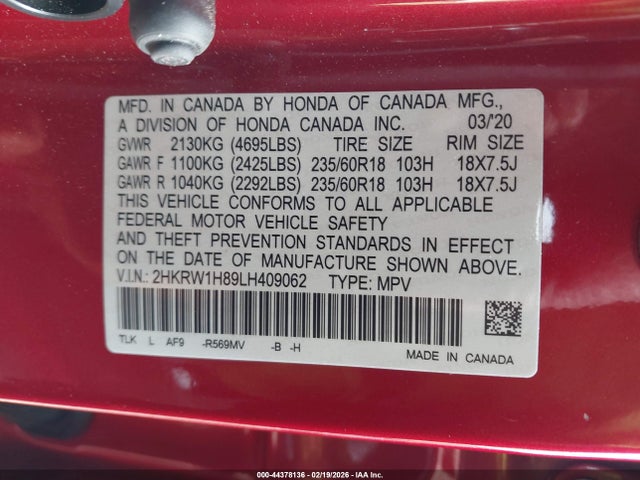 MFD. IN CANADA BY HONDA OF CANADA MFG.,
A DIVISION OF HONDA CANADA INC. 03/'20
GVWR 2130KG (4695LBS) TIRE SIZE RIM SIZE
GAWR F 1100KG (2425LBS) 235/60R18 103H 18X7.5J
GAWR R 1040KG (2292LBS) 235/60R18 103H 18X7.5J
THIS VEHICLE CONFORMS TO ALL APPLICABLE
FEDERAL MOTOR VEHICLE SAFETY
AND THEFT PREVENTION STANDARDS IN EFFECT
ON THE DATE OF MANUFACTURE SHOWN ABOVE.
V.I.N.: 2HKRW1H89LH409062 TYPE: MPV
TLK L AF9 -R569MV -B -H
MADE IN CANADA
000-44378136 - 02/19/2026 - IAA Inc.